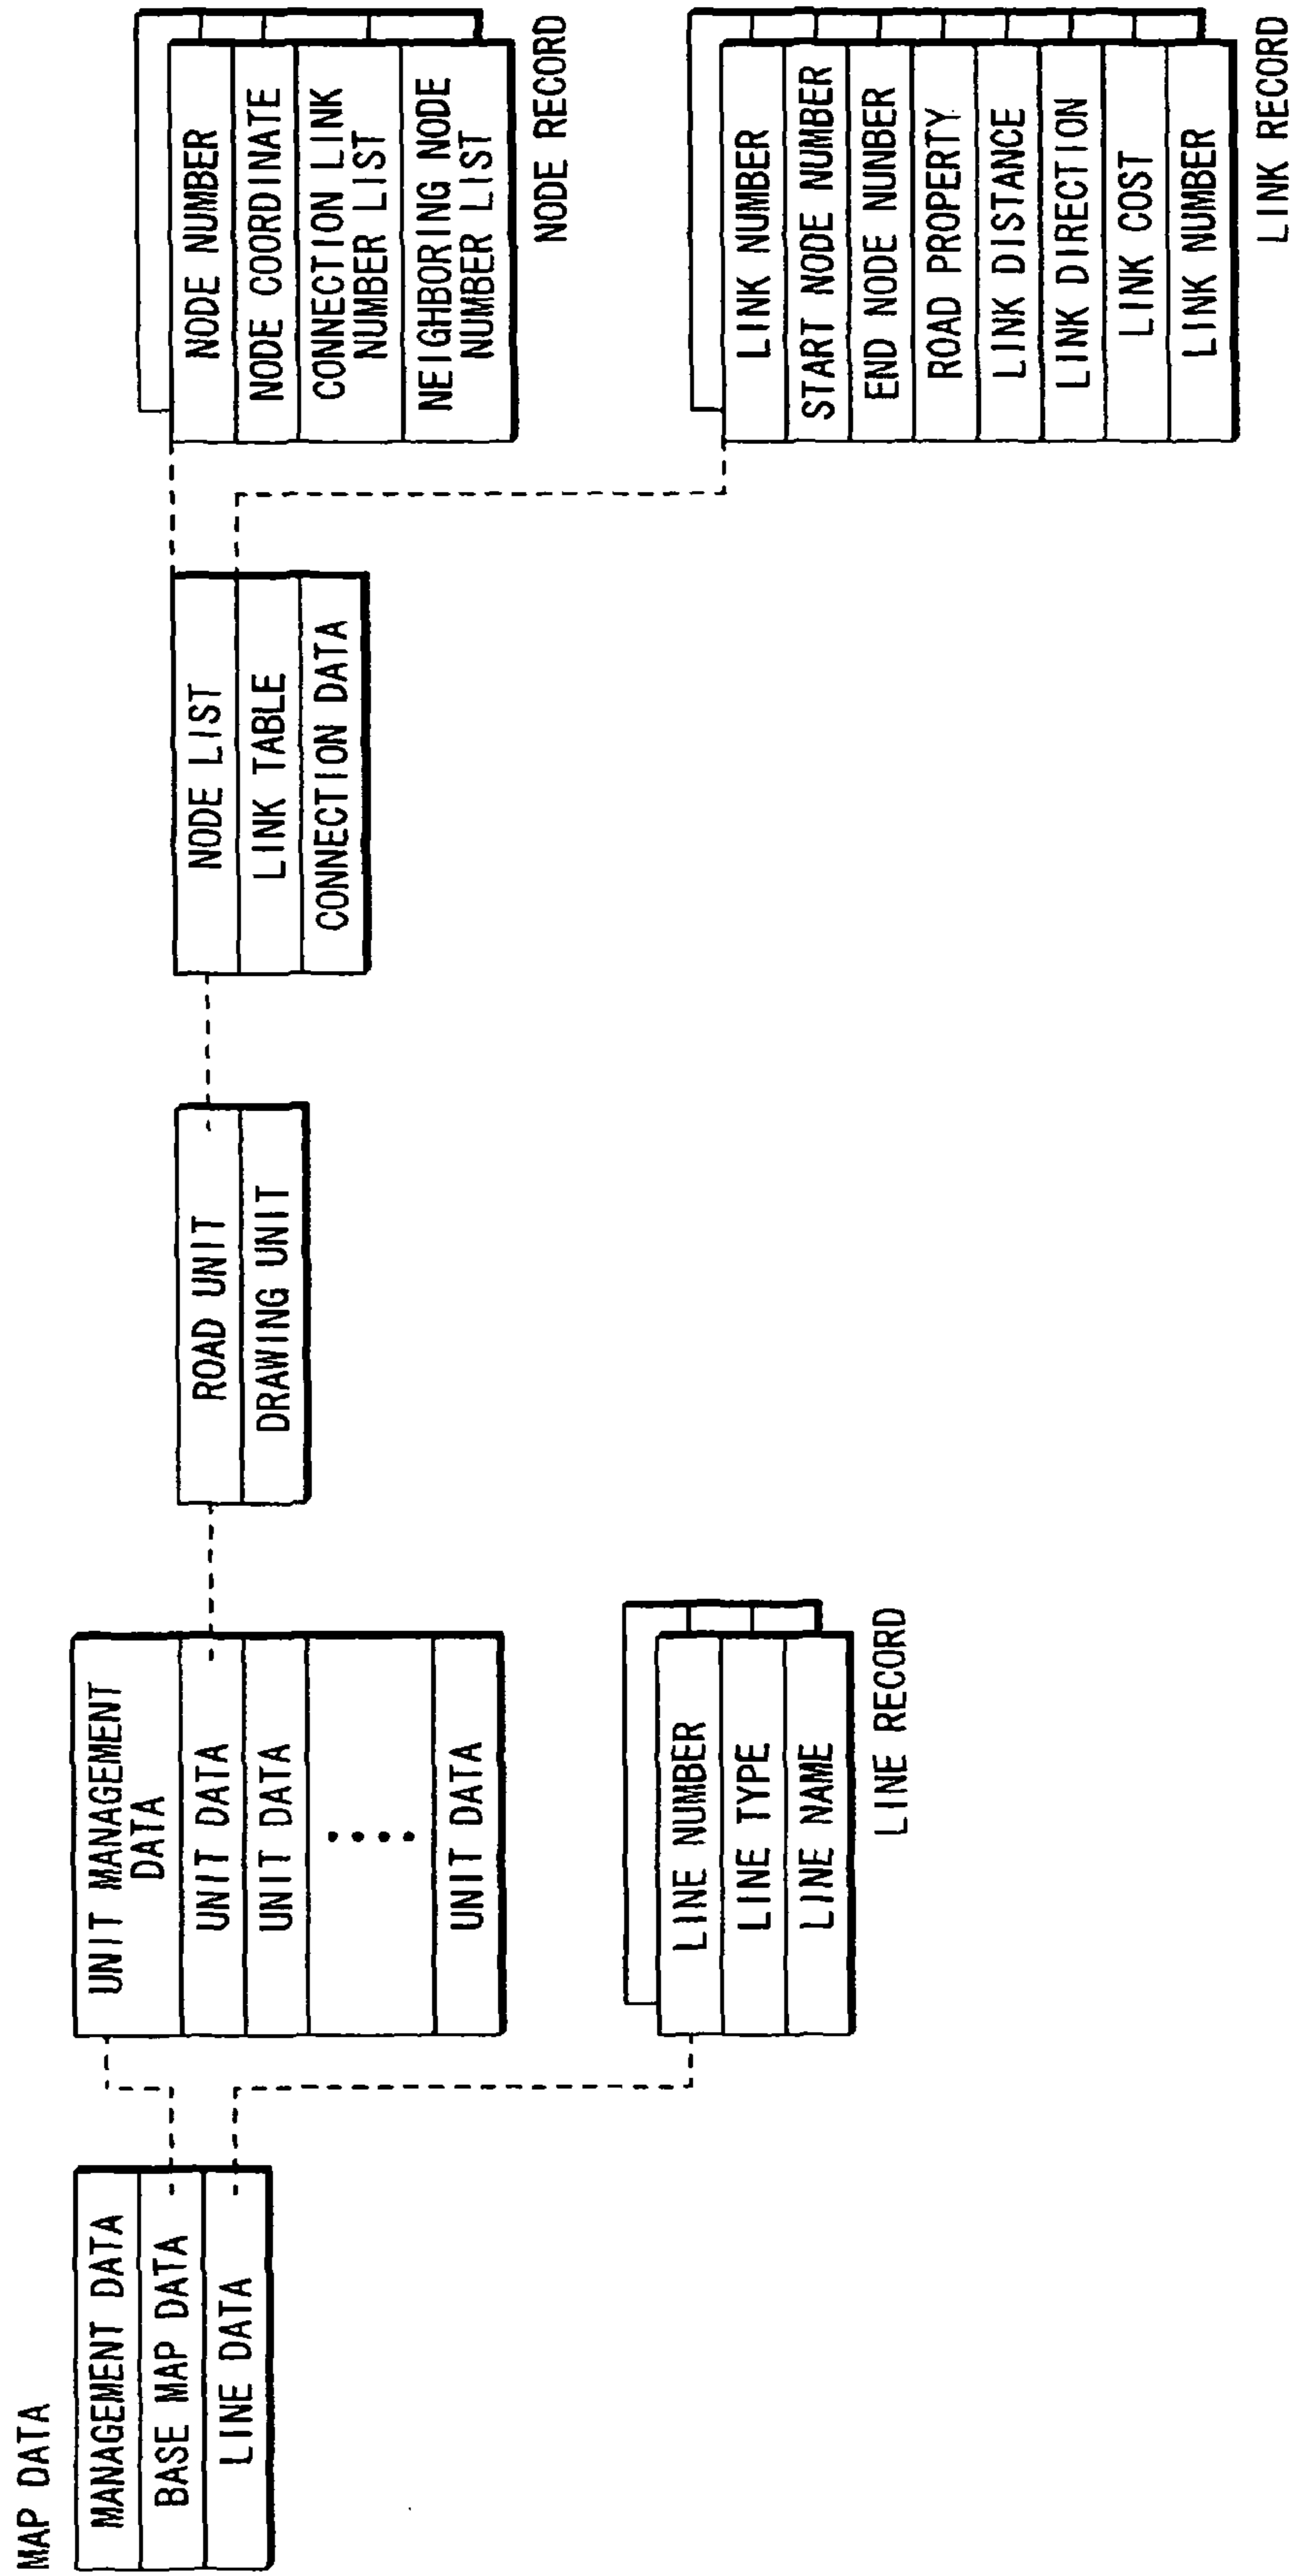 MAP DATA
MANAGEMENT DATA
BASE MAP DATA
LINE DATA
UNIT MANAGEMENT
DATA
UNIT DATA
UNIT DATA
....
UNIT DATA
LINE NUMBER
LINE TYPE
LINE NAME
LINE RECORD
ROAD UNIT
DRAWING UNIT
NODE LIST
LINK TABLE
CONNECTION DATA
NODE NUMBER
NODE COORDINATE
CONNECTION LINK
NUMBER LIST
NEIGHBORING NODE
NUMBER LIST
NODE RECORD
LINK NUMBER
START NODE NUMBER
END NODE NUNBER
ROAD PROPERTY
LINK DISTANCE
LINK DIRECTION
LINK COST
LINK NUMBER
LINK RECORD